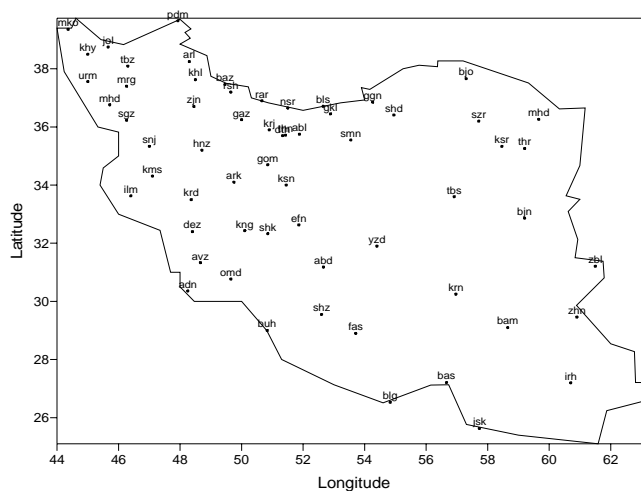 pdm
mko
jol
khy
tbz
arl
urm
mrg
khl
baz
rsh
bjo
mhd
zjn
rar
nsr
bls
gkl
ggn
shd
sgz
qaz
krj
abl
smn
szr
mhd
snj
hnz
ksr
thr
kms
gom
ilm
krd
ark
ksn
tbs
dez
kng
shk
efn
yzd
bjn
avz
omd
abd
zbl
adn
krn
buh
shz
fas
bam
zhn
blg
bas
irh
jsk
Latitude
38
36
34
32
30
28
26
44 46 48 50 52 54 56 58 60 62
Longitude